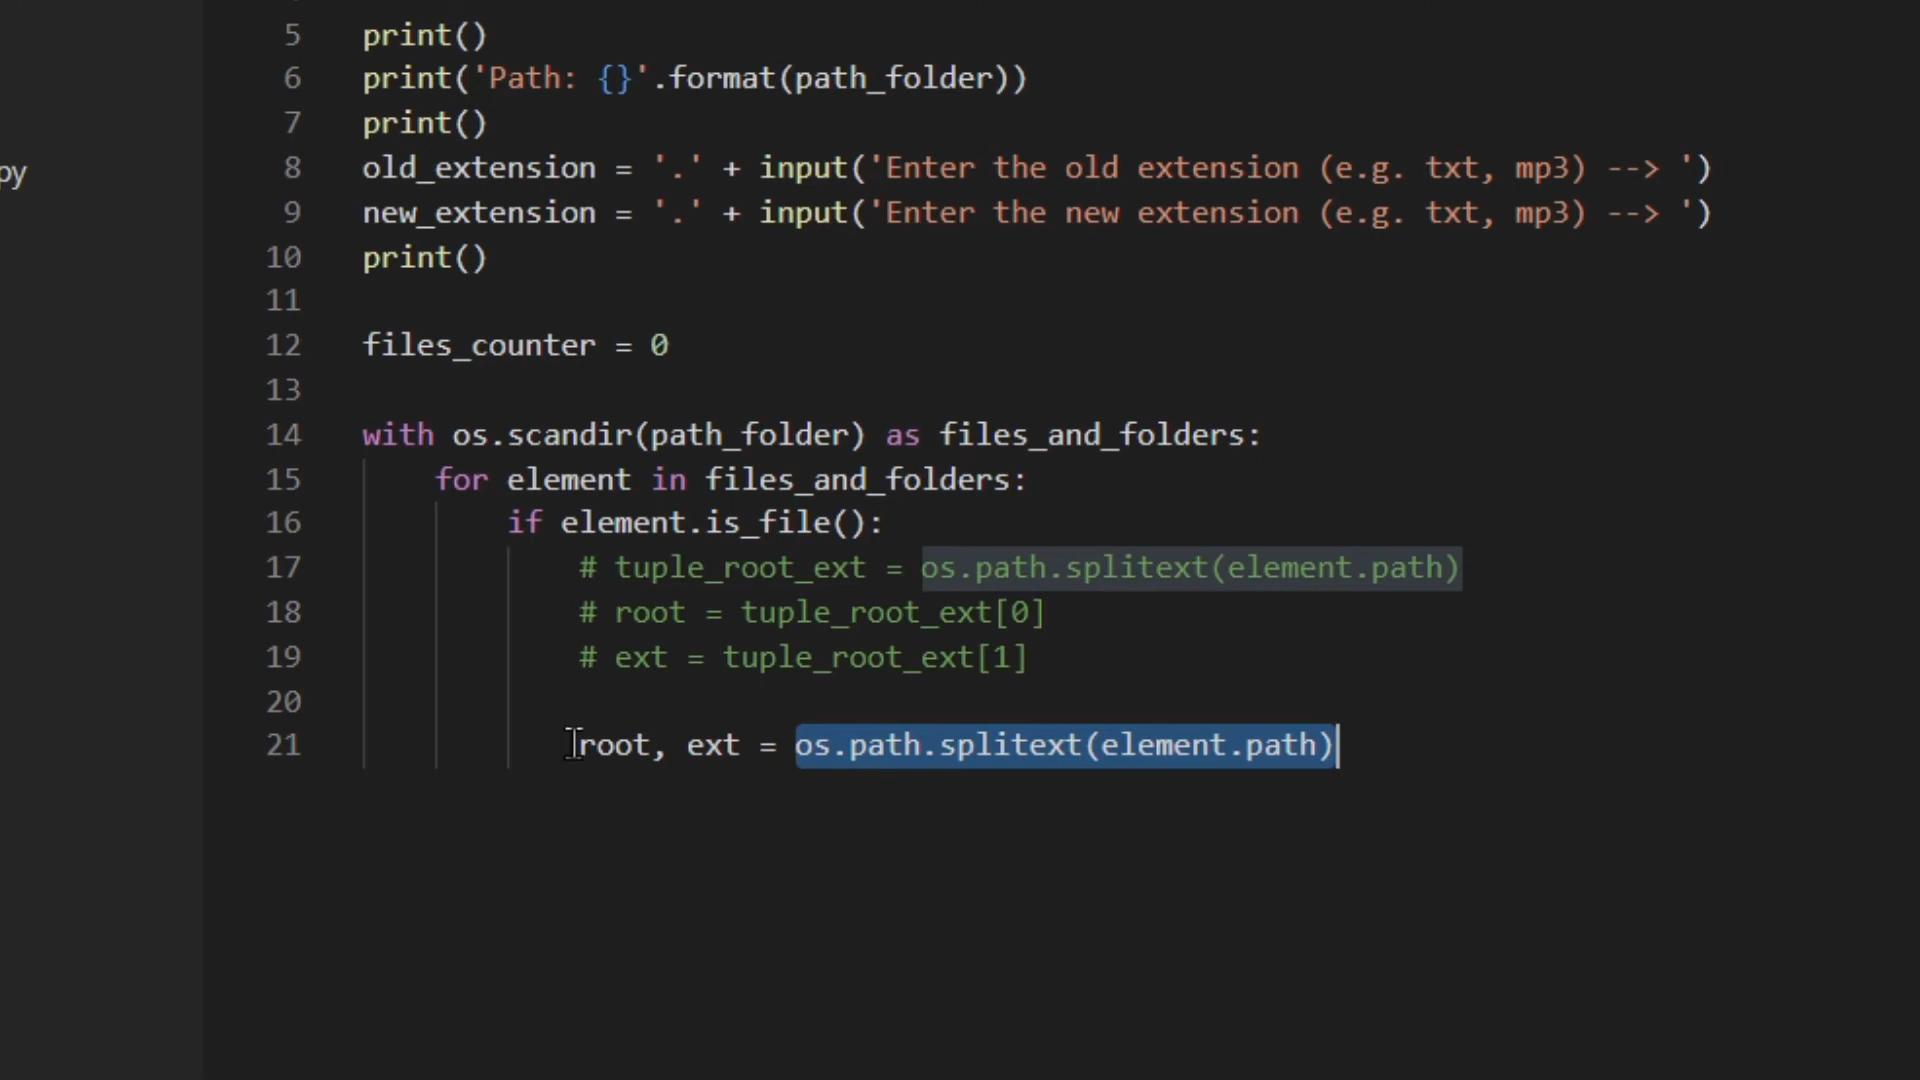 5 print()
6 print('Path: {}'.format(path_folder))
7 print()
py
8 old_extension = '.' + input('Enter the old extension (e.g. txt, mp3) --> ')
9 new_extension = '.' + input('Enter the new extension (e.g. txt, mp3) --> ')
10 print()
11
12 files_counter = 0
13
14 with os.scandir(path_folder) as files_and_folders:
15     for element in files_and_folders:
16         if element.is_file():
17             # tuple_root_ext = os.path.splitext(element.path)
18             # root = tuple_root_ext[0]
19             # ext = tuple_root_ext[1]
20
21             root, ext = os.path.splitext(element.path)